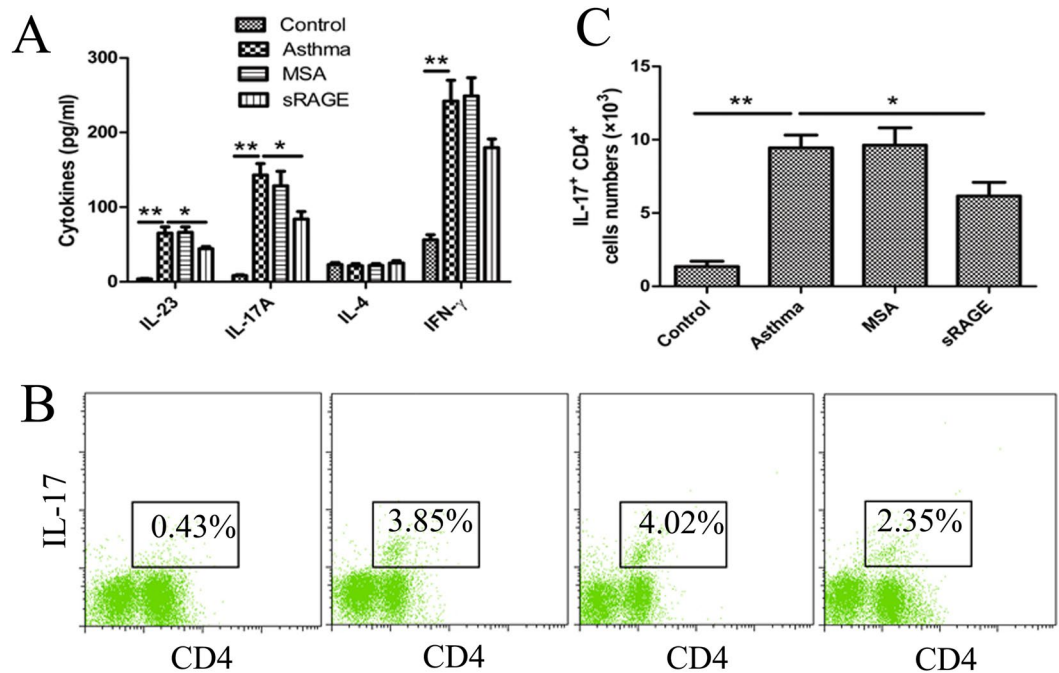 A
Control
Asthma
MSA
sRAGE
Cytokines (pg/ml)
300
200
100
0
** *
** *
**
IL-23
IL-17A
IL-4
IFN-γ
C
IL-17⁺ CD4⁺
cells numbers (×10³)
15
10
5
0
** *
Control
Asthma
MSA
sRAGE
B
IL-17
0.43%
3.85%
4.02%
2.35%
CD4
CD4
CD4
CD4